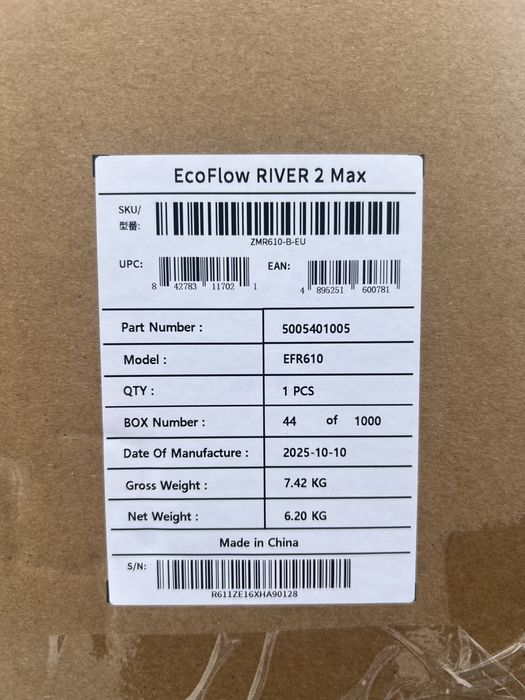 EcoFlow RIVER 2 Max
SKU/
型番:
ZMR610-B-EU
UPC:
8 42783 11702 1
EAN:
4 895251 600781
Part Number : 5005401005
Model : EFR610
QTY : 1 PCS
BOX Number : 44 of 1000
Date Of Manufacture : 2025-10-10
Gross Weight : 7.42 KG
Net Weight : 6.20 KG
Made in China
S/N:
R611ZE16XHA90128